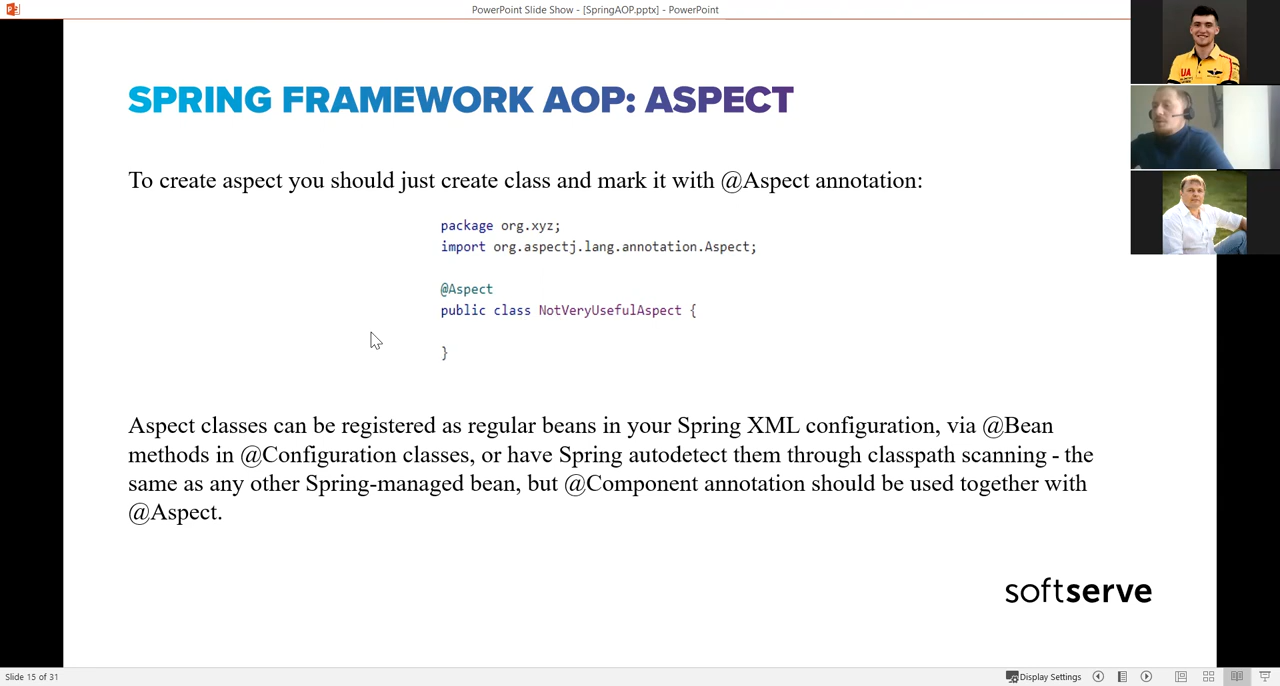 PowerPoint Slide Show - [SpringAOP.pptx] - PowerPoint
SPRING FRAMEWORK AOP: ASPECT
To create aspect you should just create class and mark it with @Aspect annotation:
package org.xyz;
import org.aspectj.lang.annotation.Aspect;
@Aspect
public class NotVeryUsefulAspect {
}
Aspect classes can be registered as regular beans in your Spring XML configuration, via @Bean
methods in @Configuration classes, or have Spring autodetect them through classpath scanning - the
same as any other Spring-managed bean, but @Component annotation should be used together with
@Aspect.
softserve
UA
Slide 15 of 31
Display Settings